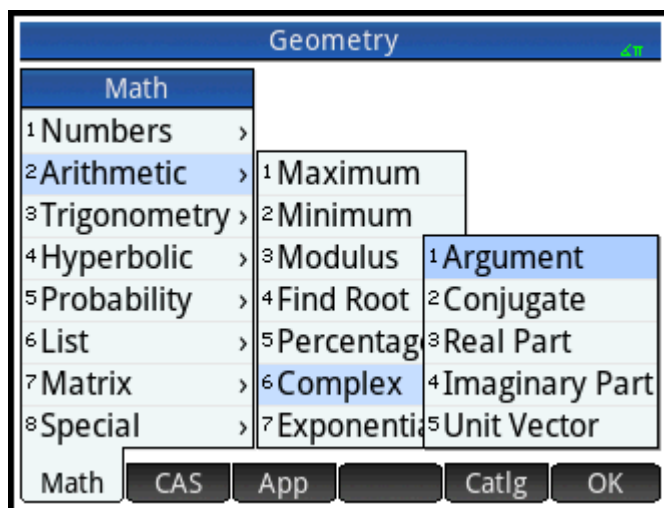 Geometry
∡π
Math
1 Numbers ›
2 Arithmetic ›
3 Trigonometry ›
4 Hyperbolic ›
5 Probability ›
6 List ›
7 Matrix ›
8 Special ›
1 Maximum
2 Minimum
3 Modulus
4 Find Root
5 Percentag
6 Complex
7 Exponentia
1 Argument
2 Conjugate
3 Real Part
4 Imaginary Part
5 Unit Vector
Math CAS App Catlg OK